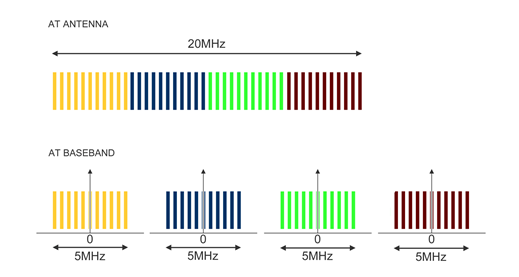 AT ANTENNA
20MHz
AT BASEBAND
0 0 0 0
5MHz 5MHz 5MHz 5MHz